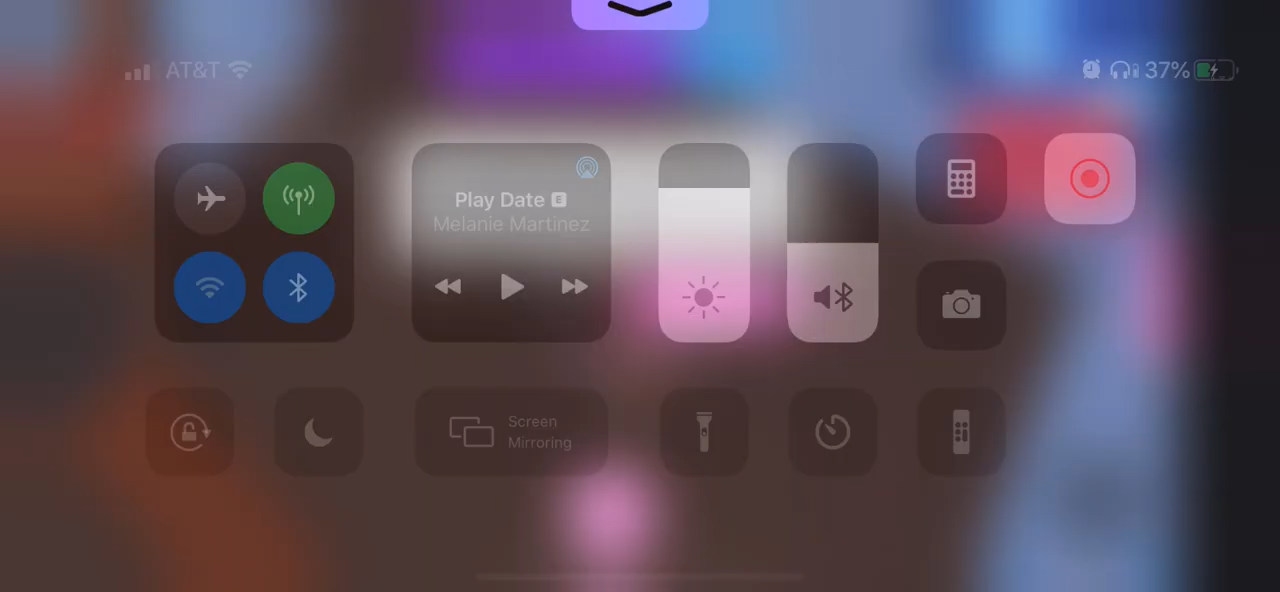 AT&T
37%
Play Date E
Melanie Martinez
Screen
Mirroring